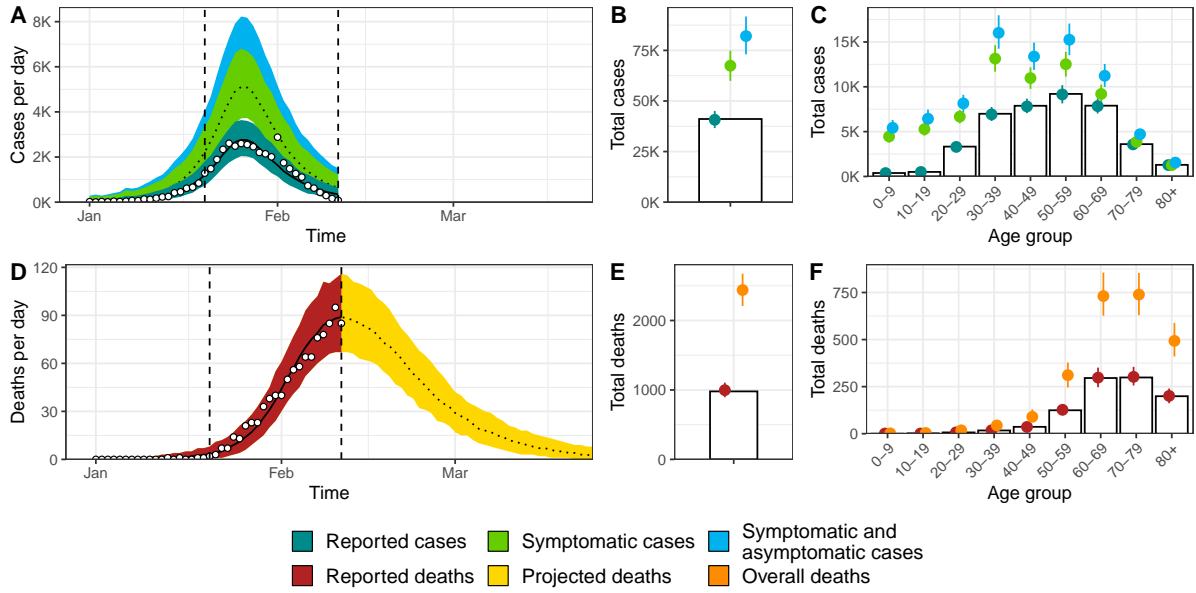 A
Cases per day
8K
6K
4K
2K
0K
Jan
Feb
Mar
Time
B
Total cases
75K
50K
25K
0K
C
Total cases
15K
10K
5K
0K
0−9
10−19
20−29
30−39
40−49
50−59
60−69
70−79
80+
Age group
D
Deaths per day
120
90
60
30
0
Jan
Feb
Mar
Time
E
Total deaths
2000
1000
0
F
Total deaths
750
500
250
0
0−9
10−19
20−29
30−39
40−49
50−59
60−69
70−79
80+
Age group
Reported cases
Symptomatic cases
Symptomatic and
asymptomatic cases
Reported deaths
Projected deaths
Overall deaths